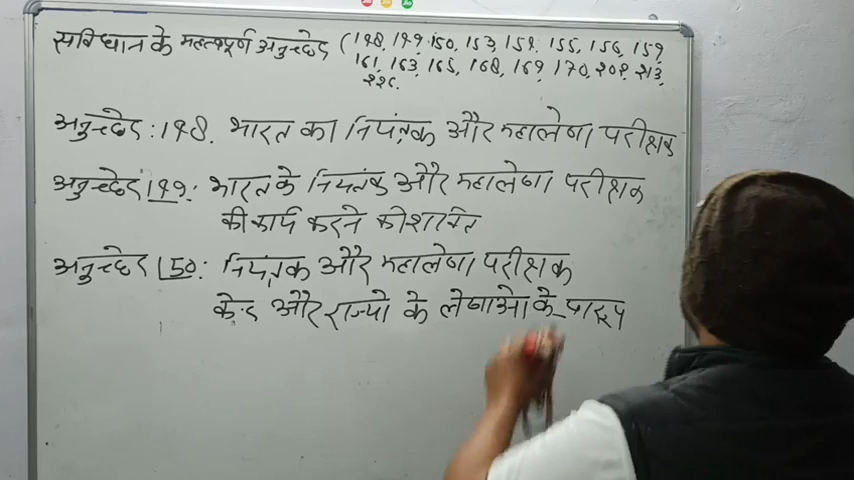 सविधान के महत्वपूर्ण अनुच्छेद (148, 149, 150, 153, 154, 155, 156, 159
161, 163, 165, 168, 169, 170, 201, 213,
226.
अनुच्छेद : 148. भारत का नियंत्रक और महालेखा परीक्षक
अनुच्छेद 149: भारत के नियंत्रक और महालेखा परीक्षक
की कार्य करने की शक्ति
अनुच्छेद 150: नियंत्रक और महालेखा परीक्षक
केन्द्र और राज्यो के लेखाओ के प्रारूप